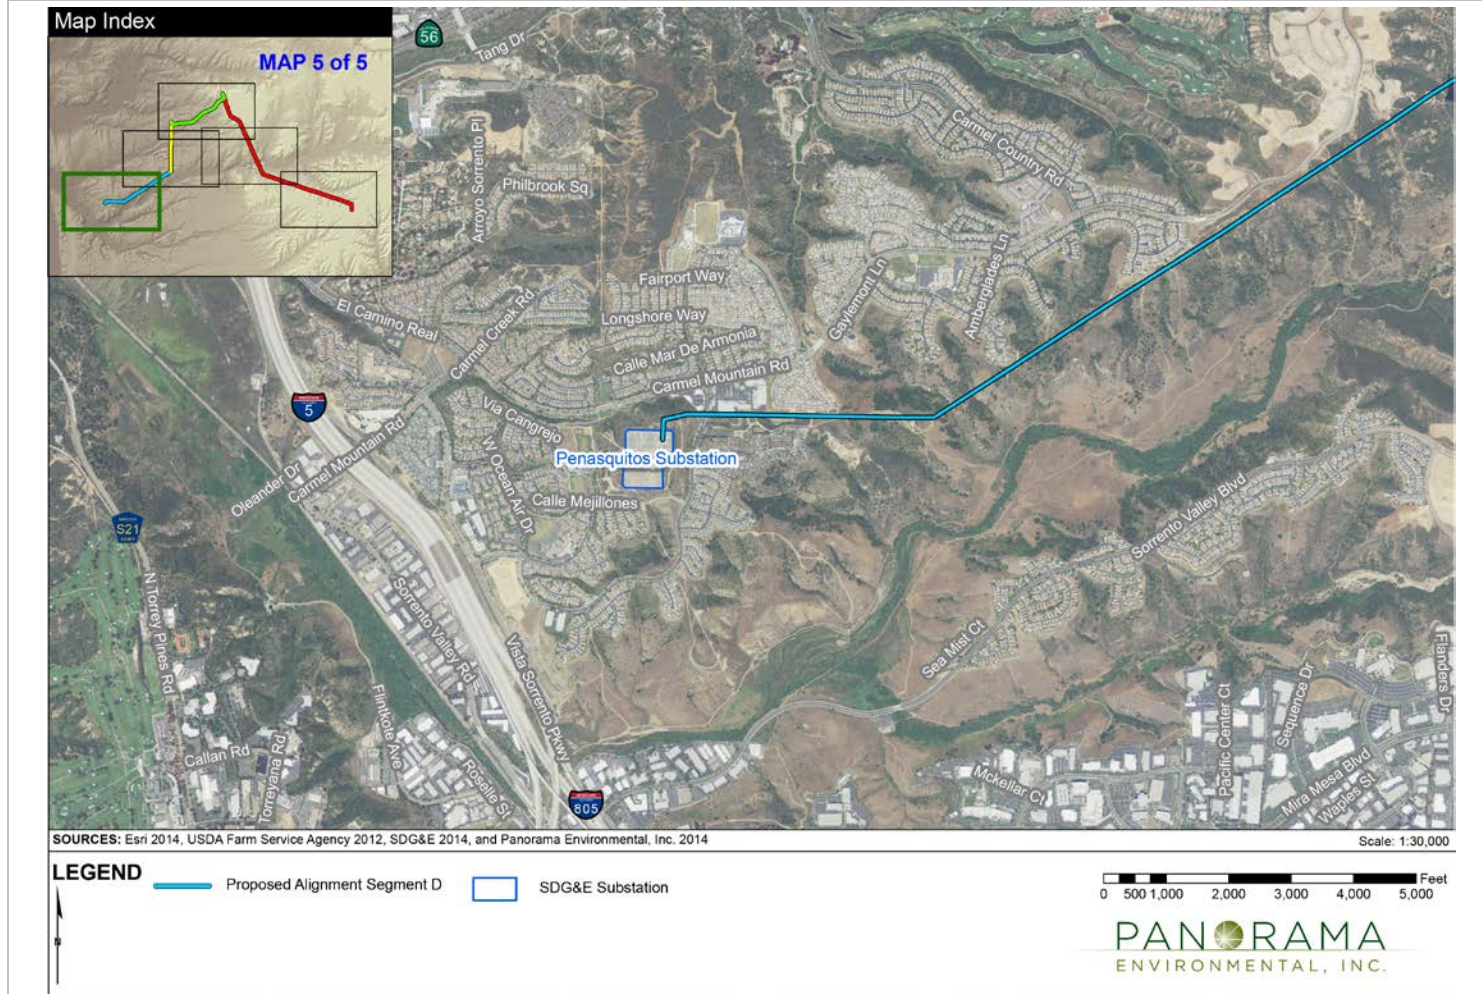 Map Index
MAP 5 of 5
56
Tang Dr
Arroyo Sorrento Pl
Philbrook Sq
Carmel Country Rd
Fairport Way
Longshore Way
El Camino Real
Carmel Creek Rd
Calle Mar De Armonia
Carmel Mountain Rd
Gaylemont Ln
Amberglades Ln
5
Via Cangrejo
W Ocean Air Dr
Penasquitos Substation
Calle Mejillones
Oleander Dr
Carmel Mountain Rd
S21
N Torrey Pines Rd
Sorrento Valley Rd
Sorrento Valley Blvd
Sea Mist Ct
Vista Sorrento Pkwy
Flintkote Ave
Roselle St
Callan Rd
Torreyana Rd
805
Mckellar Ct
Pacific Center Ct
Sequence Dr
Flanders Dr
Mira Mesa Blvd
Waples St
SOURCES: Esri 2014, USDA Farm Service Agency 2012, SDG&E 2014, and Panorama Environmental, Inc. 2014
Scale: 1:30,000
LEGEND
Proposed Alignment Segment D
SDG&E Substation
N
Feet
0 500 1,000 2,000 3,000 4,000 5,000
PANORAMA
ENVIRONMENTAL, INC.